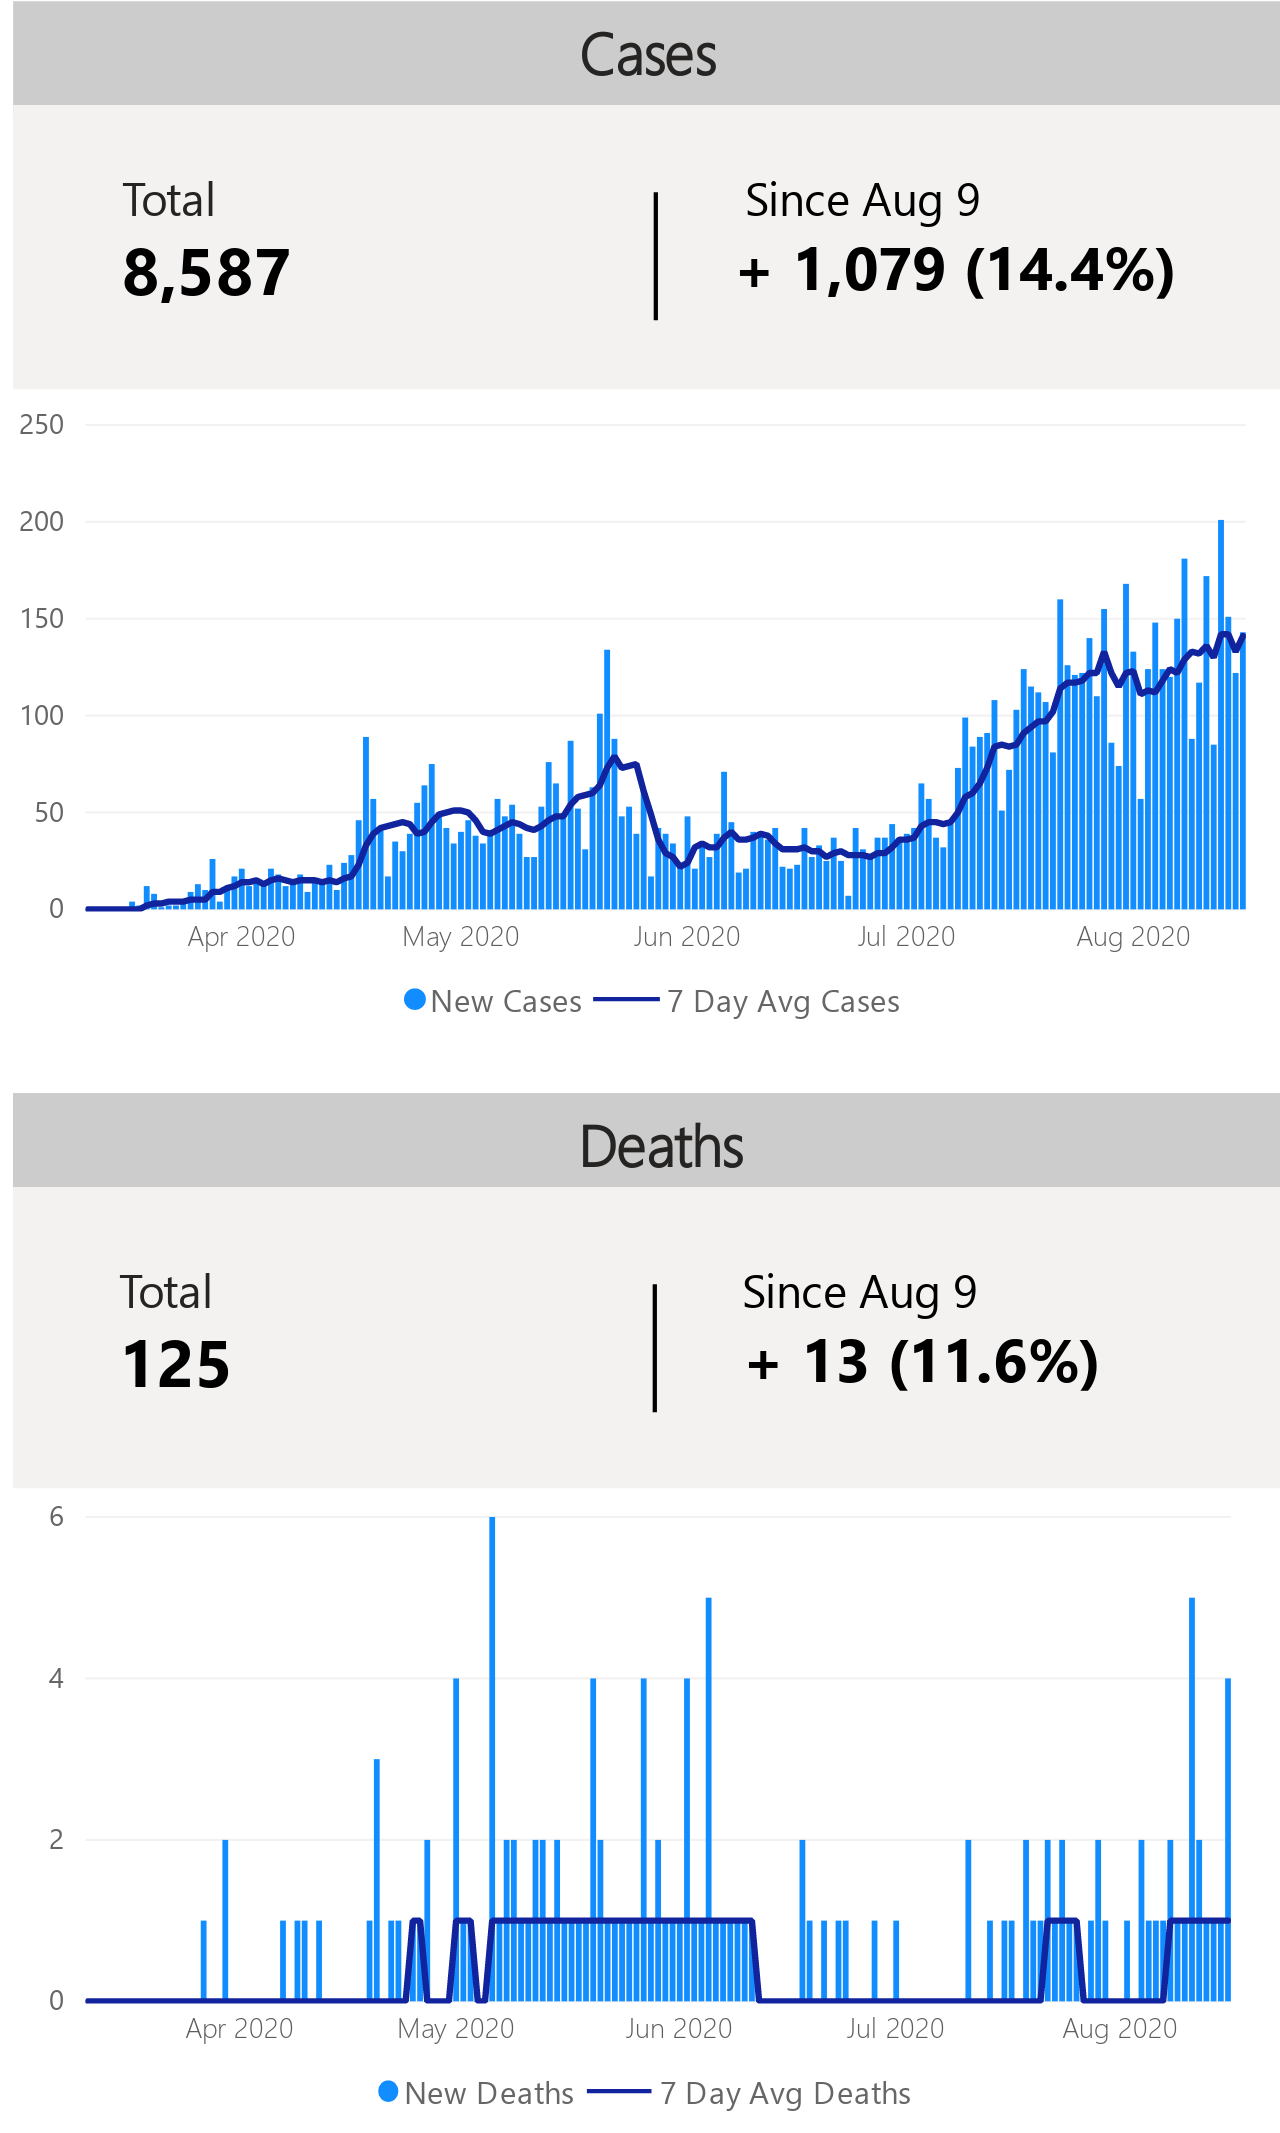 Cases
Total
Since Aug 9
8,587
+ 1,079 (14.4%)
250
200
150
100
50
0
Apr 2020 May 2020 Jun 2020 Jul 2020 Aug 2020
New Cases 7 Day Avg Cases
Deaths
Total
Since Aug 9
125
+ 13 (11.6%)
6
4
2
0
Apr 2020 May 2020 Jun 2020 Jul 2020 Aug 2020
New Deaths 7 Day Avg Deaths